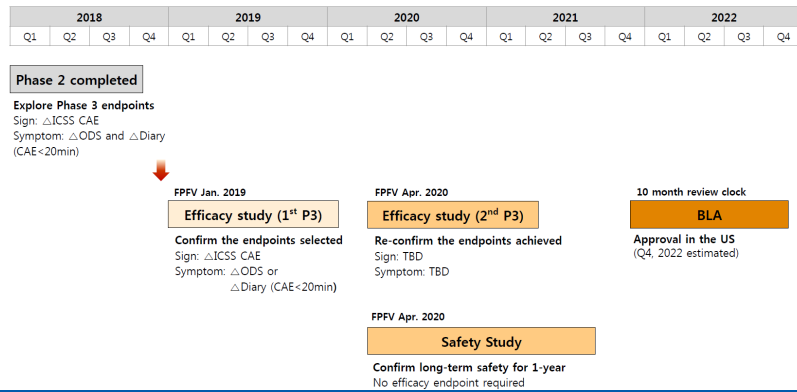 2018 2019 2020 2021 2022
Q1 Q2 Q3 Q4 Q1 Q2 Q3 Q4 Q1 Q2 Q3 Q4 Q1 Q2 Q3 Q4 Q1 Q2 Q3 Q4
Phase 2 completed
Explore Phase 3 endpoints
Sign: △ICSS CAE
Symptom: △ODS and △Diary
(CAE<20min)
FPFV Jan. 2019
Efficacy study (1st P3)
Confirm the endpoints selected
Sign: △ICSS CAE
Symptom: △ODS or
△Diary (CAE<20min)
FPFV Apr. 2020
Efficacy study (2nd P3)
Re-confirm the endpoints achieved
Sign: TBD
Symptom: TBD
10 month review clock
BLA
Approval in the US
(Q4, 2022 estimated)
FPFV Apr. 2020
Safety Study
Confirm long-term safety for 1-year
No efficacy endpoint required